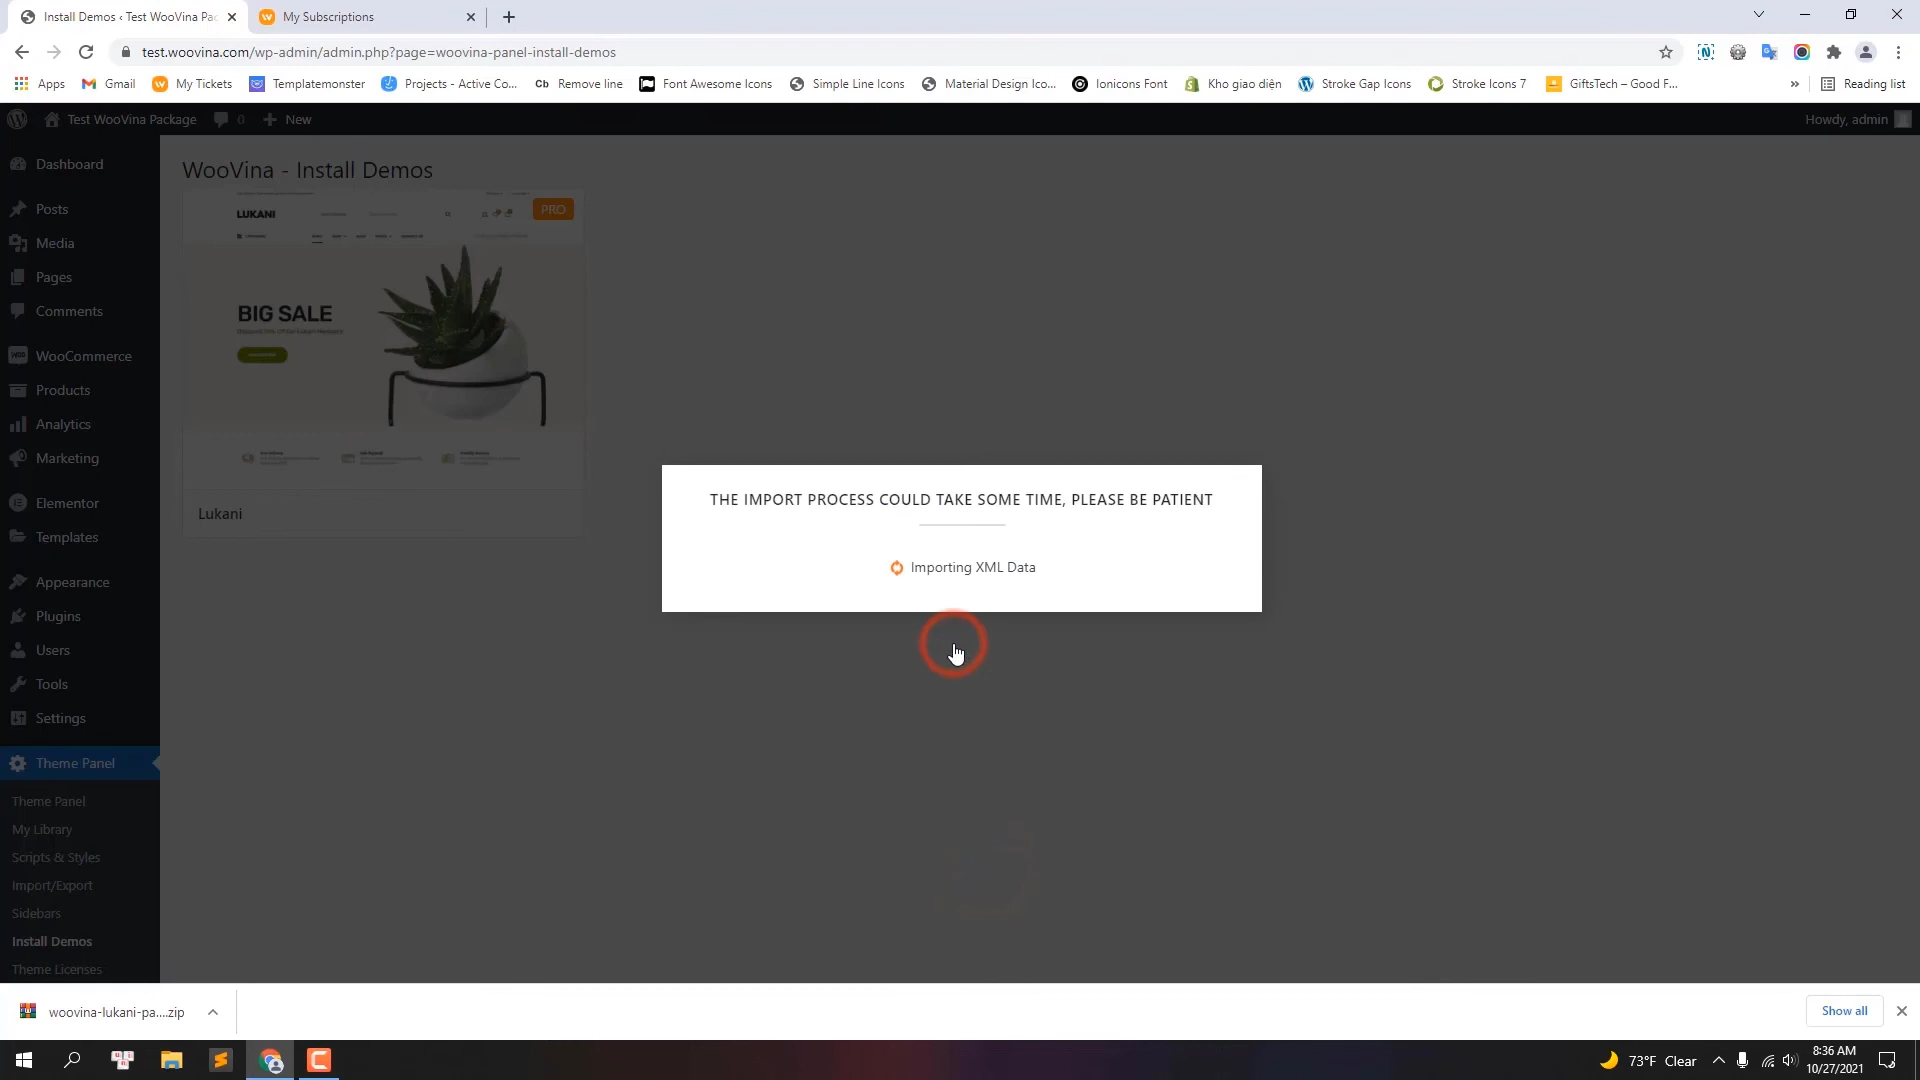 Install Demos ‹ Test WooVina Pac
My Subscriptions
test.woovina.com/wp-admin/admin.php?page=woovina-panel-install-demos
Apps
Gmail
My Tickets
Templatemonster
Projects - Active Co...
Cb Remove line
Font Awesome Icons
Simple Line Icons
Material Design Ico...
Ionicons Font
Kho giao diện
Stroke Gap Icons
Stroke Icons 7
GiftsTech – Good F...
»
Reading list
Test WooVina Package
0
New
Howdy, admin
Dashboard
Posts
Media
Pages
Comments
WooCommerce
Products
Analytics
Marketing
Elementor
Templates
Appearance
Plugins
Users
Tools
Settings
Theme Panel
Theme Panel
My Library
Scripts & Styles
Import/Export
Sidebars
Install Demos
Theme Licenses
WooVina - Install Demos
LUKANI
PRO
BIG SALE
Lukani
THE IMPORT PROCESS COULD TAKE SOME TIME, PLEASE BE PATIENT
Importing XML Data
woovina-lukani-pa....zip
Show all
73°F Clear
8:36 AM
10/27/2021